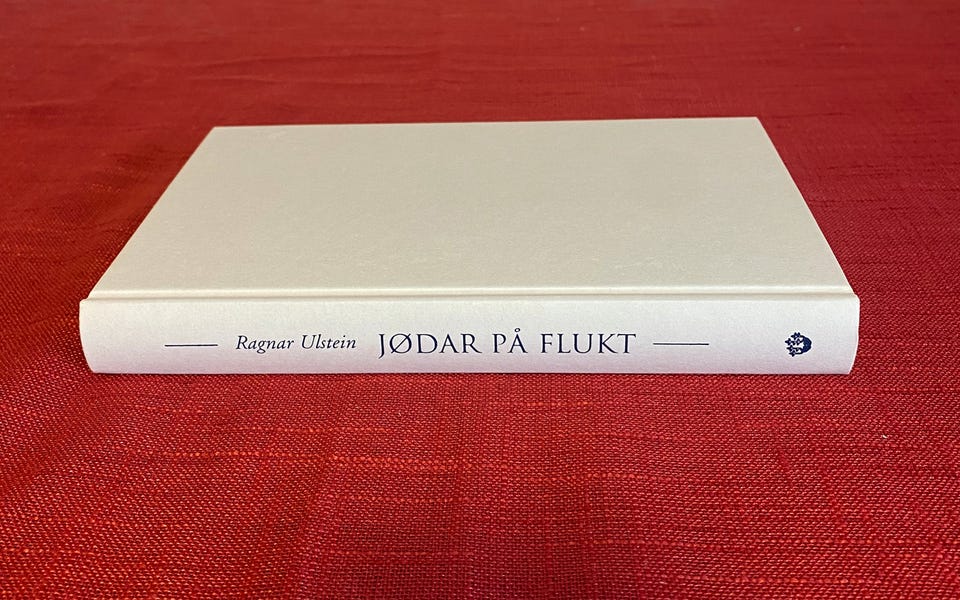 Ragnar Ulstein JØDAR PÅ FLUKT